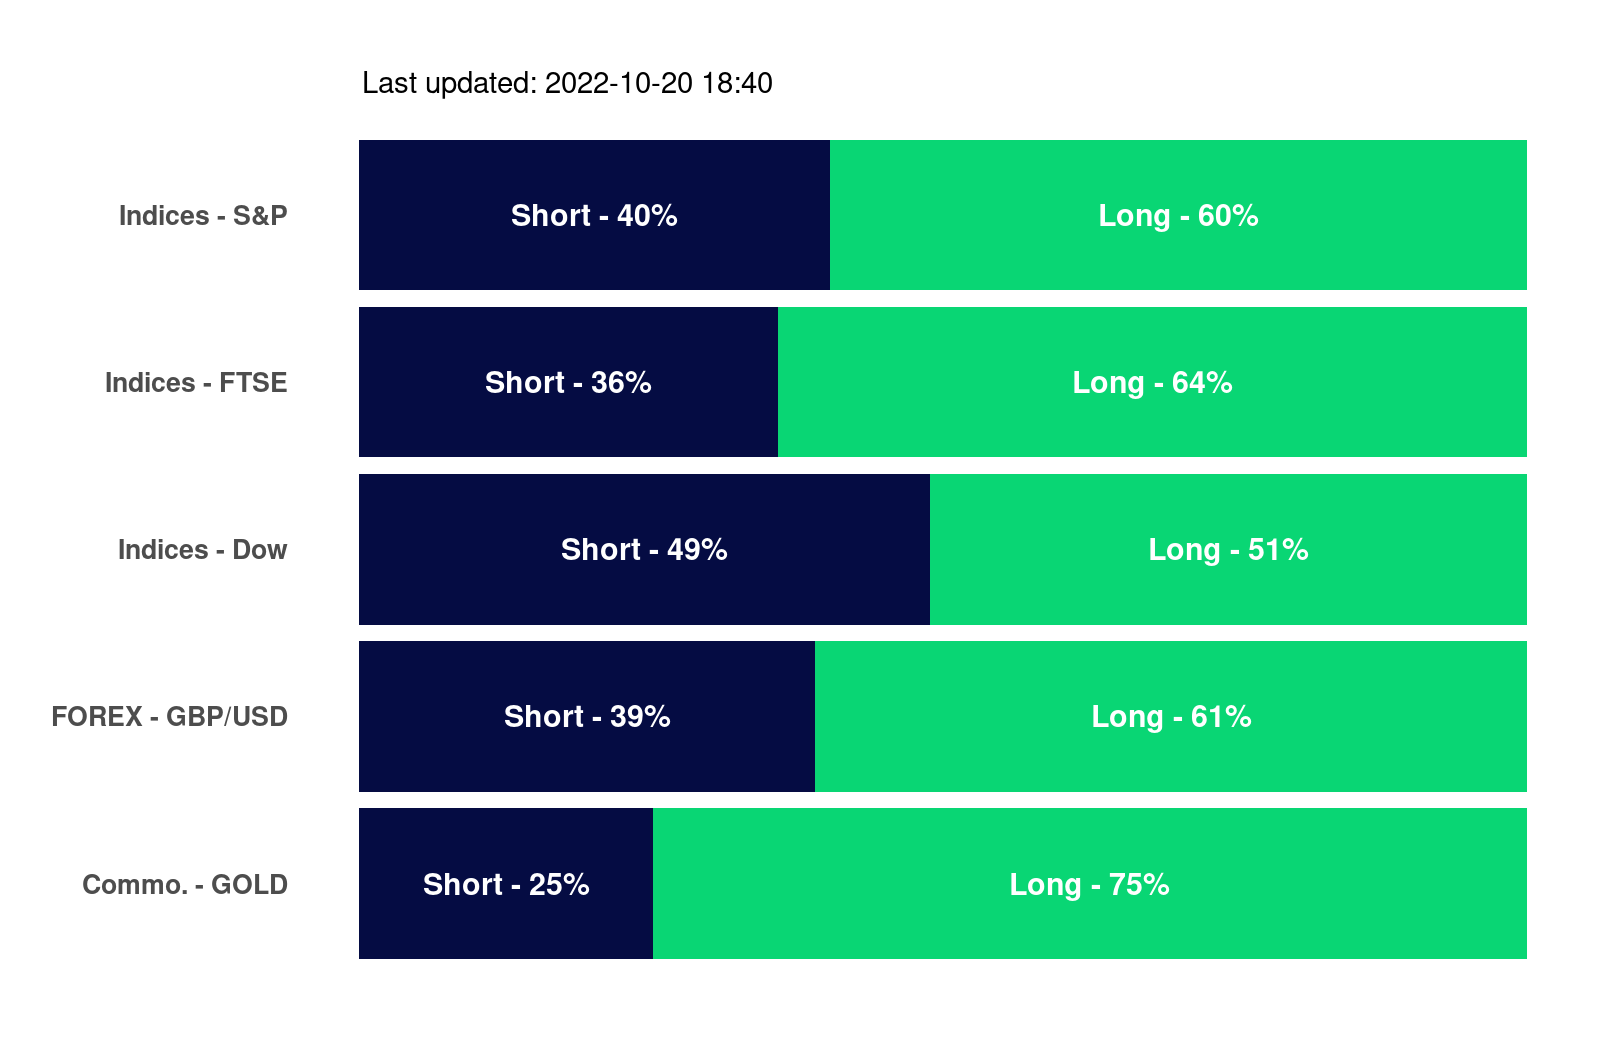 Last updated: 2022-10-20 18:40
Indices - S&P Short - 40% Long - 60%
Indices - FTSE Short - 36% Long - 64%
Indices - Dow Short - 49% Long - 51%
FOREX - GBP/USD Short - 39% Long - 61%
Commo. - GOLD Short - 25% Long - 75%